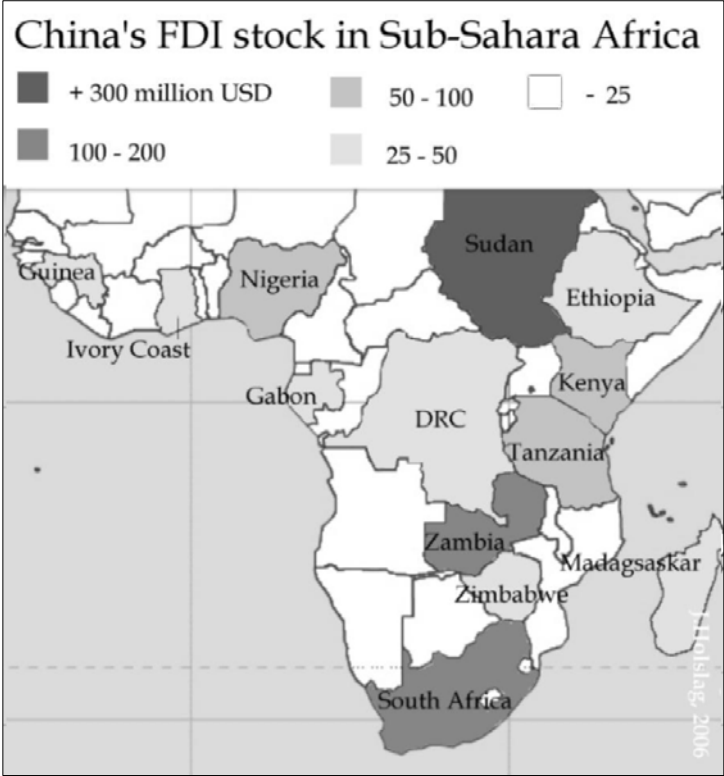 China's FDI stock in Sub-Sahara Africa
+ 300 million USD
50 - 100
- 25
100 - 200
25 - 50
Sudan
Guinea
Nigeria
Ethiopia
Ivory Coast
Kenya
Gabon
DRC
Tanzania
Zambia
Madagsaskar
Zimbabwe
South Africa
J.Holslag, 2006